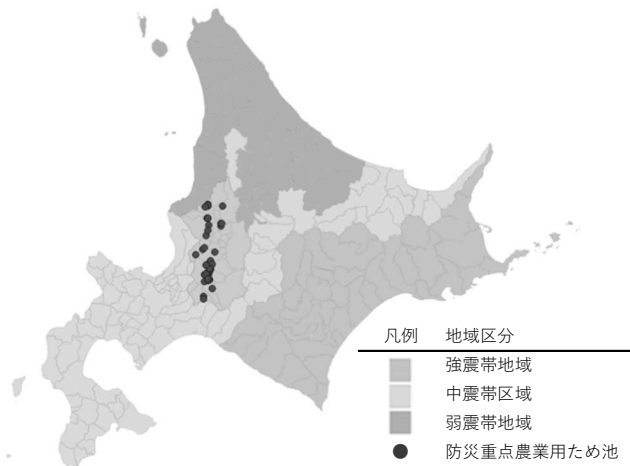 凡例 地域区分
強震帯地域
中震帯区域
弱震帯地域
防災重点農業用ため池